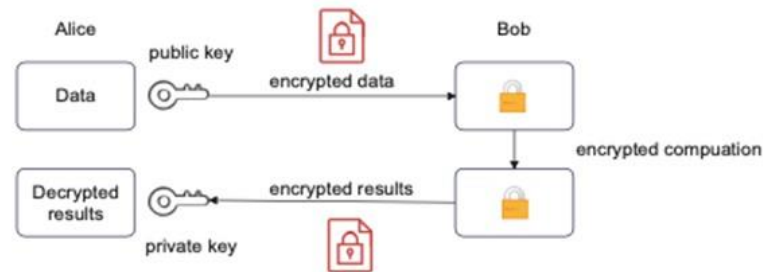 Alice
Bob
public key
Data
encrypted data
encrypted compuation
Decrypted
results
encrypted results
private key